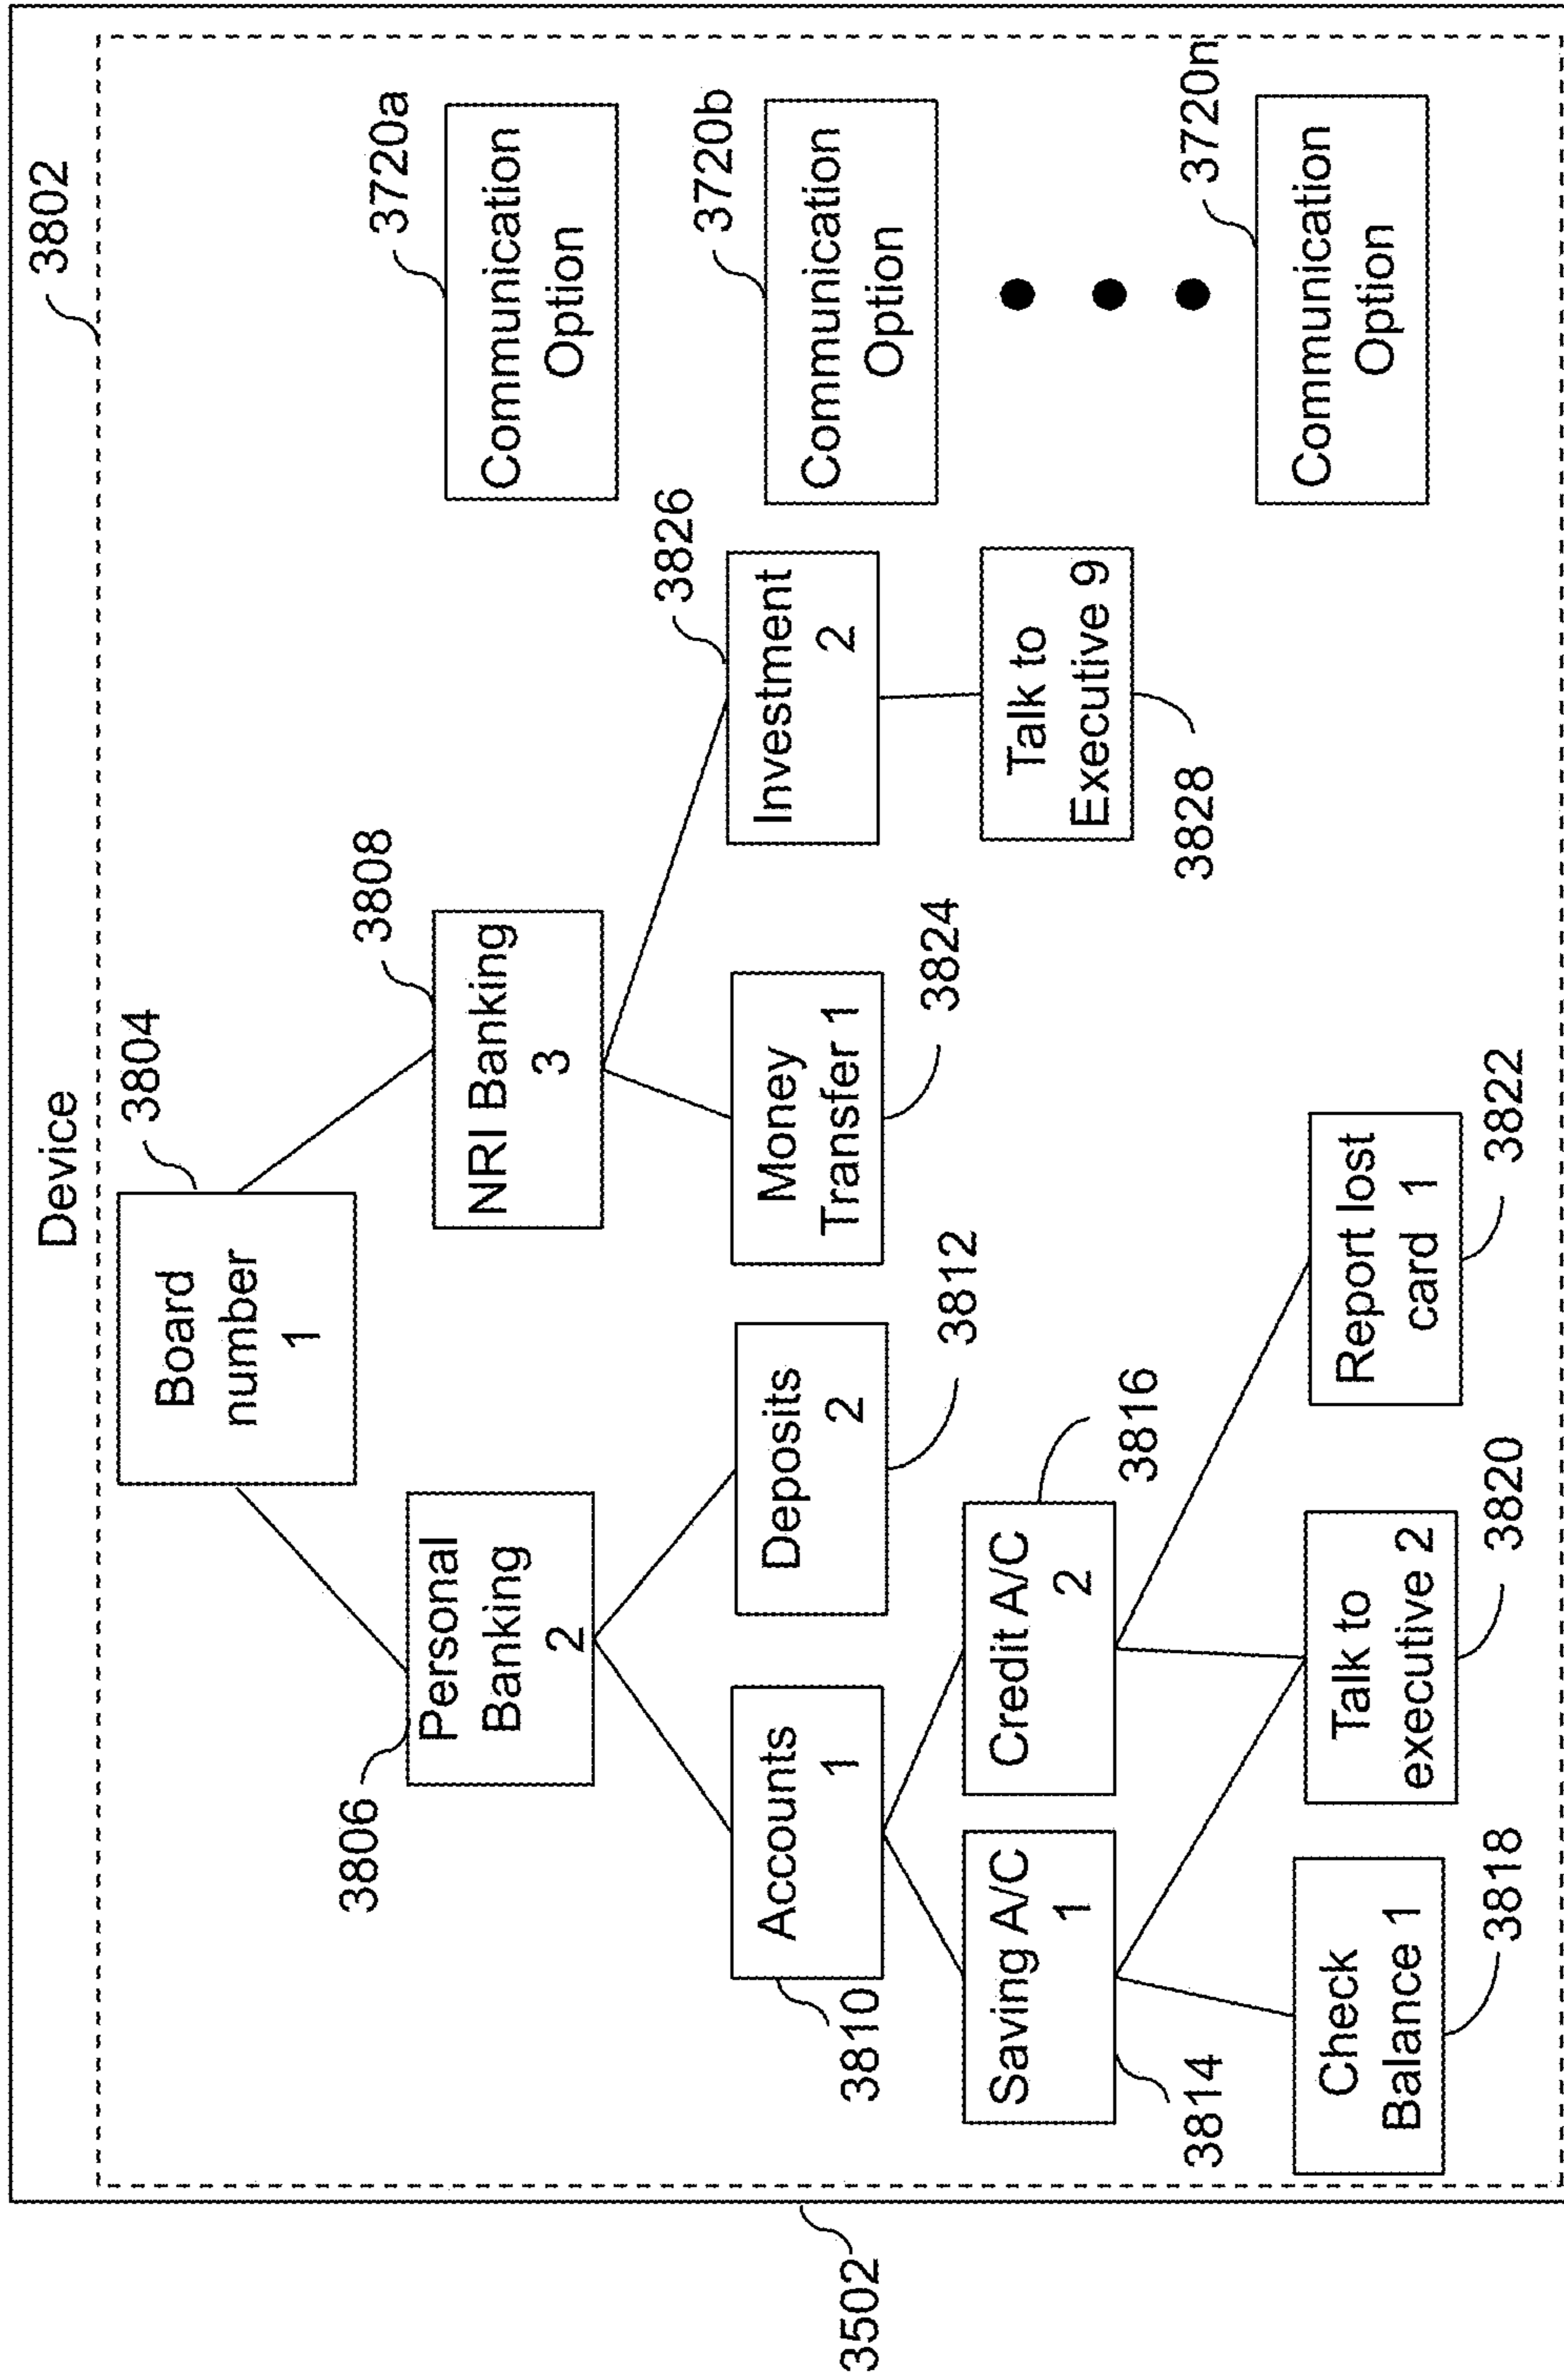 Device
3802
3502
3804
Board
number
1
3806
Personal
Banking
2
3808
NRI Banking
3
3720a
Communication
Option
3810
Accounts
1
Deposits
2
3812
Money
Transfer 1
3824
3826
Investment
2
3720b
Communication
Option
3814
Saving A/C
1
Credit A/C
2
3816
Talk to
Executive 9
3828
Check
Balance 1
3818
Talk to
executive 2
3820
Report lost
card 1
3822
3720n
Communication
Option